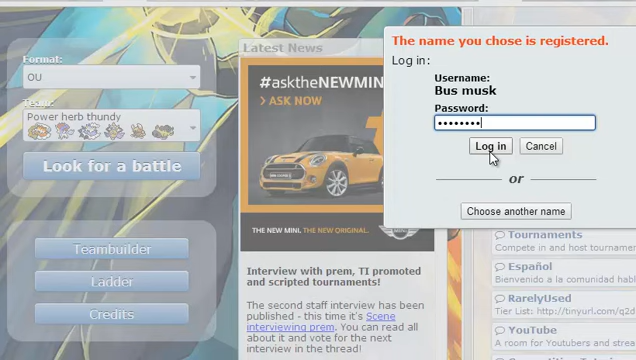 Format:
OU
Team:
Power herb thundy
Look for a battle
Teambuilder
Ladder
Credits
Latest News
#asktheNEWMIN
> ASK NOW
THE NEW MINI. THE NEW ORIGINAL.
MINI
Interview with prem, TI promoted
and scripted tournaments!
The second staff interview has been
published - this time it's Scene
interviewing prem. You can read all
about it and vote for the next
interview in the thread!
The name you chose is registered.
Log in:
Username:
Bus musk
Password:
••••••••
Log in
Cancel
or
Choose another name
Tournaments
Compete in and host tourname
Español
Bienvenido a la comunidad habl
RarelyUsed
Tier List: http://tinyurl.com/q2d
YouTube
A room for Youtubers and strea